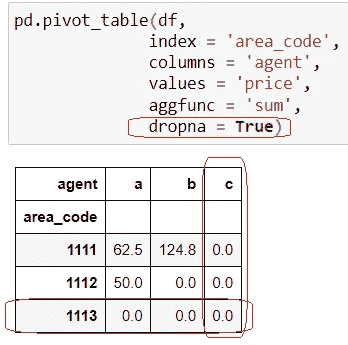 pd.pivot_table(df,
index = 'area_code',
columns = 'agent',
values = 'price',
aggfunc = 'sum',
dropna = True)
agent a b c
area_code
1111 62.5 124.8 0.0
1112 50.0 0.0 0.0
1113 0.0 0.0 0.0